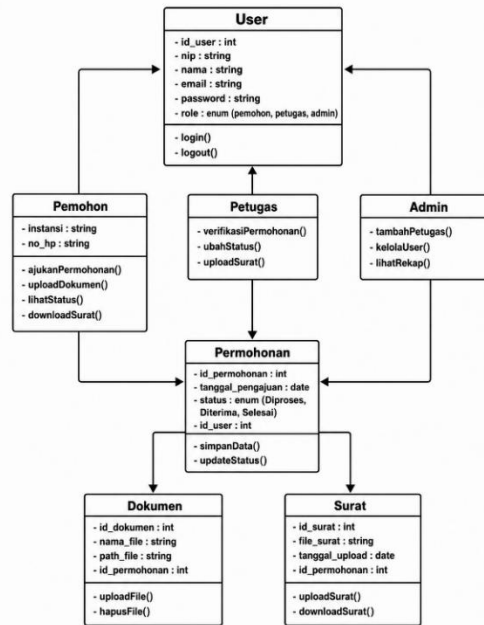 User
- id_user : int
- nip : string
- nama : string
- email : string
- password : string
- role : enum (pemohon, petugas, admin)
- login()
- logout()
Pemohon
- instansi : string
- no_hp : string
- ajukanPermohonan()
- uploadDokumen()
- lihatStatus()
- downloadSurat()
Petugas
- verifikasiPermohonan()
- ubahStatus()
- uploadSurat()
Admin
- tambahPetugas()
- kelolaUser()
- lihatRekap()
Permohonan
- id_permohonan : int
- tanggal_pengajuan : date
- status : enum (Diproses,
Diterima, Selesai)
- id_user : int
- simpanData()
- updateStatus()
Dokumen
- id_dokumen : int
- nama_file : string
- path_file : string
- id_permohonan : int
- uploadFile()
- hapusFile()
Surat
- id_surat : int
- file_surat : string
- tanggal_upload : date
- id_permohonan : int
- uploadSurat()
- downloadSurat()